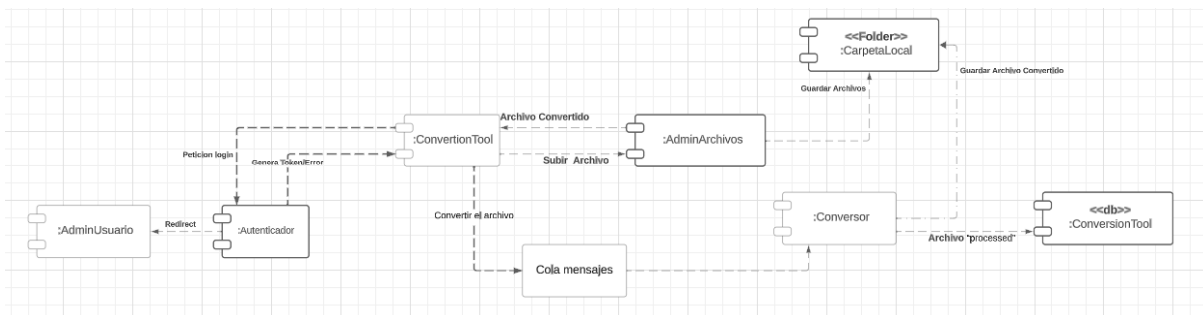 <<Folder>>
:CarpetaLocal
Guardar Archivo Convertido
Guardar Archivos
Archivo Convertido
:ConvertionTool
:AdminArchivos
Peticion login
Genera Token/Error
Subir Archivo
Convertir el archivo
:AdminUsuario
Redirect
:Autenticador
:Conversor
<<db>>
:ConversionTool
Archivo "processed"
Cola mensajes